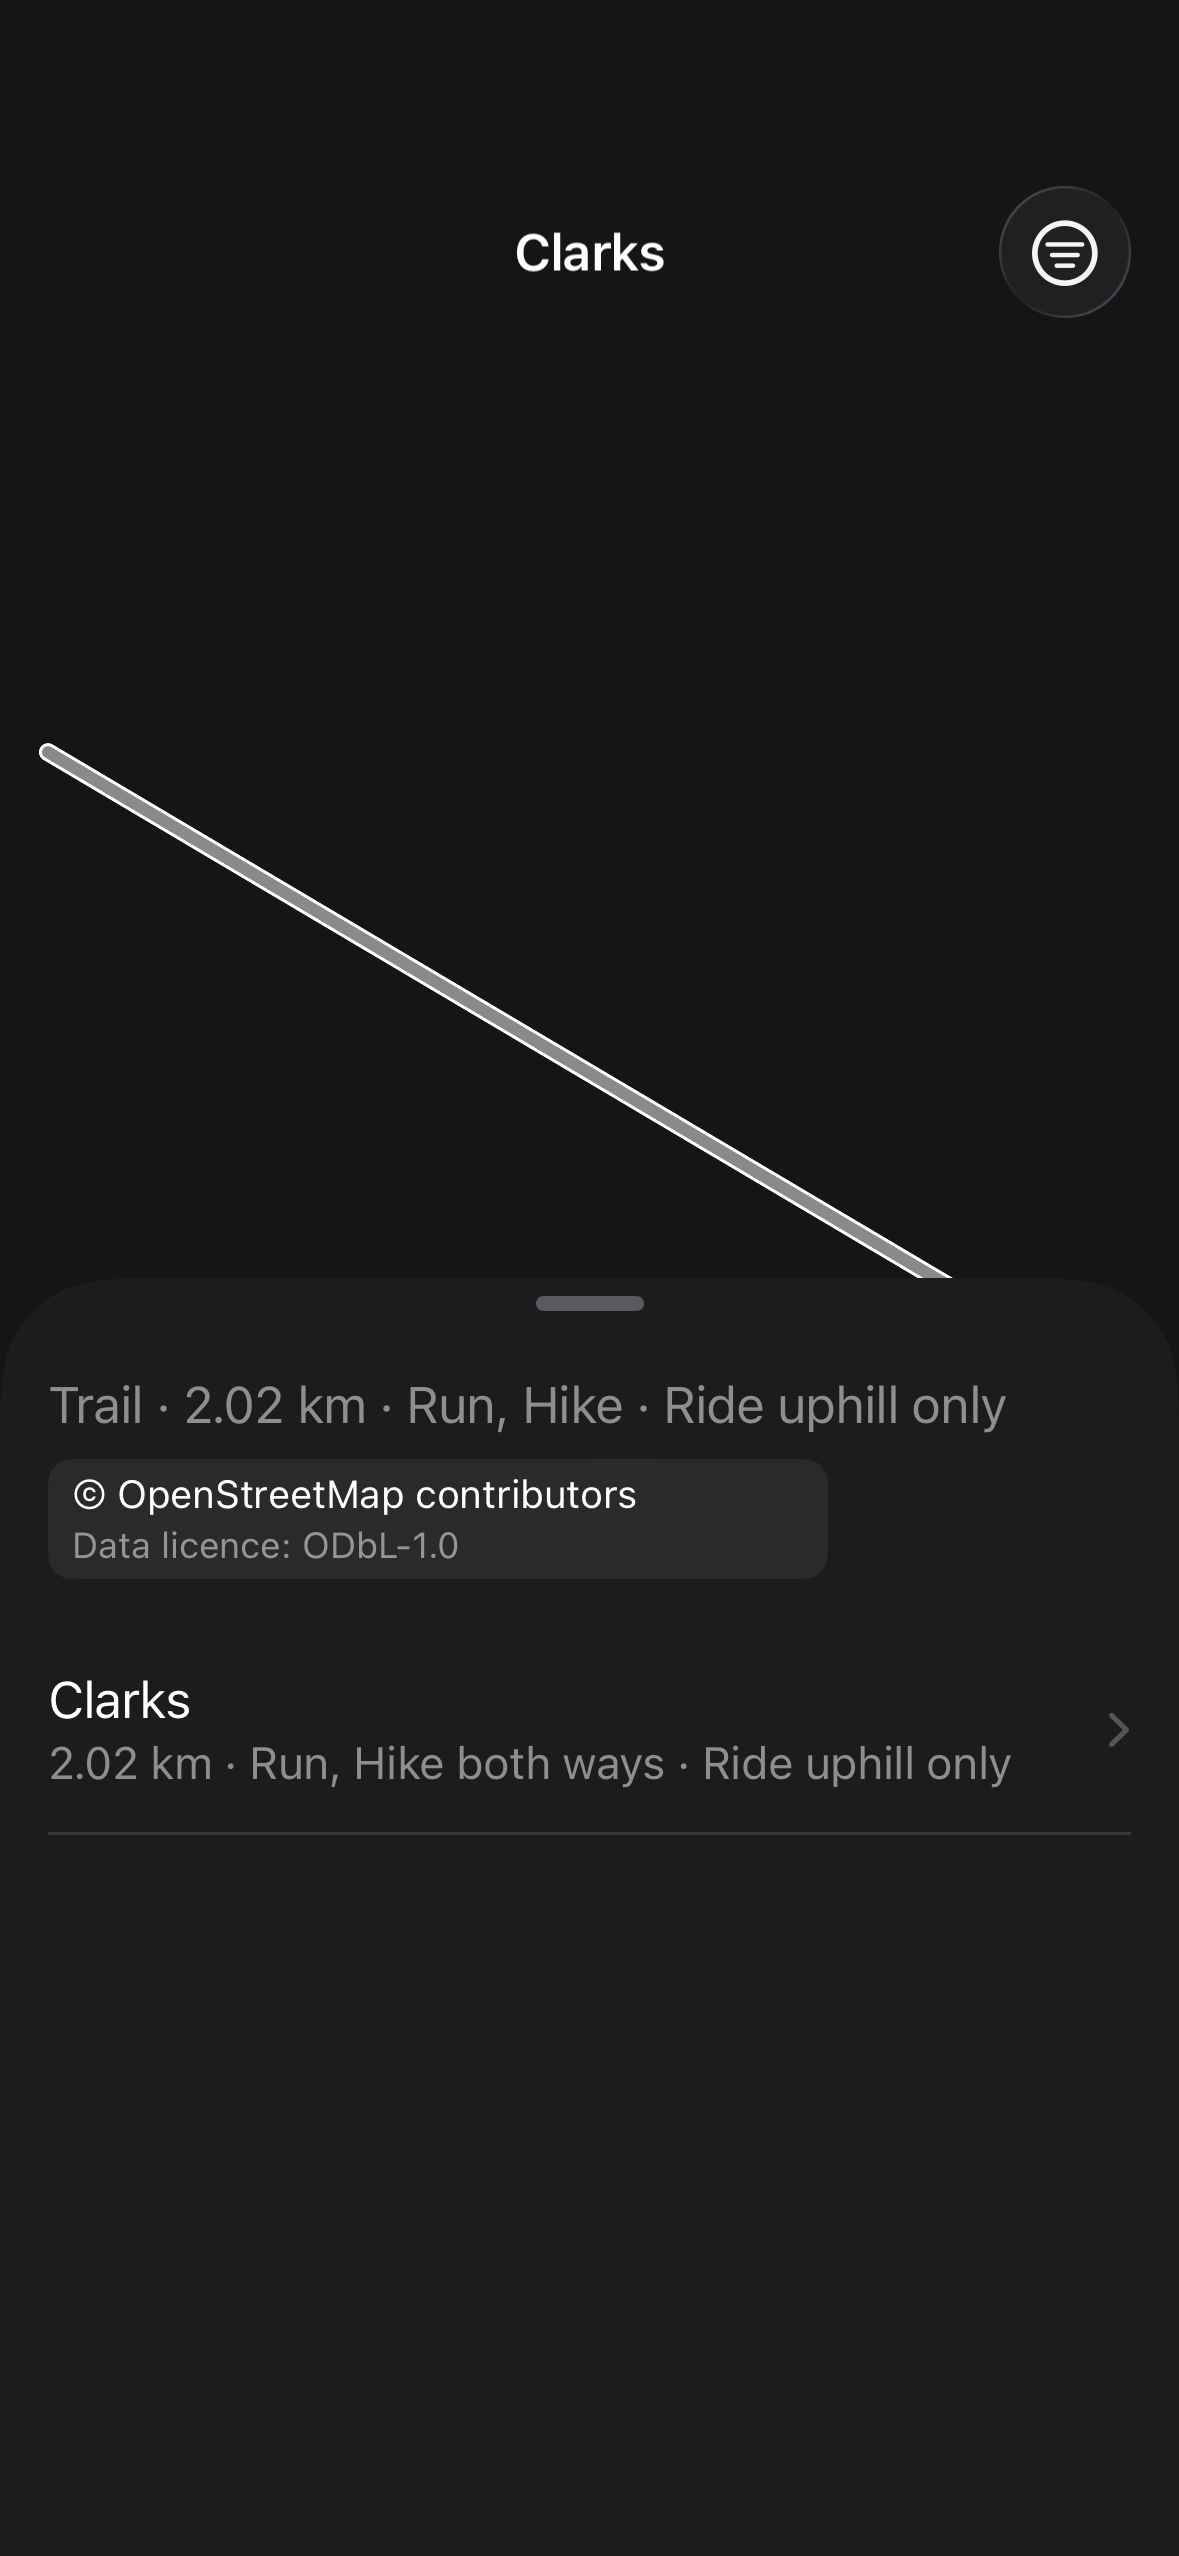 Clarks
Trail · 2.02 km · Run, Hike · Ride uphill only
© OpenStreetMap contributors
Data licence: ODbL-1.0
Clarks
2.02 km · Run, Hike both ways · Ride uphill only